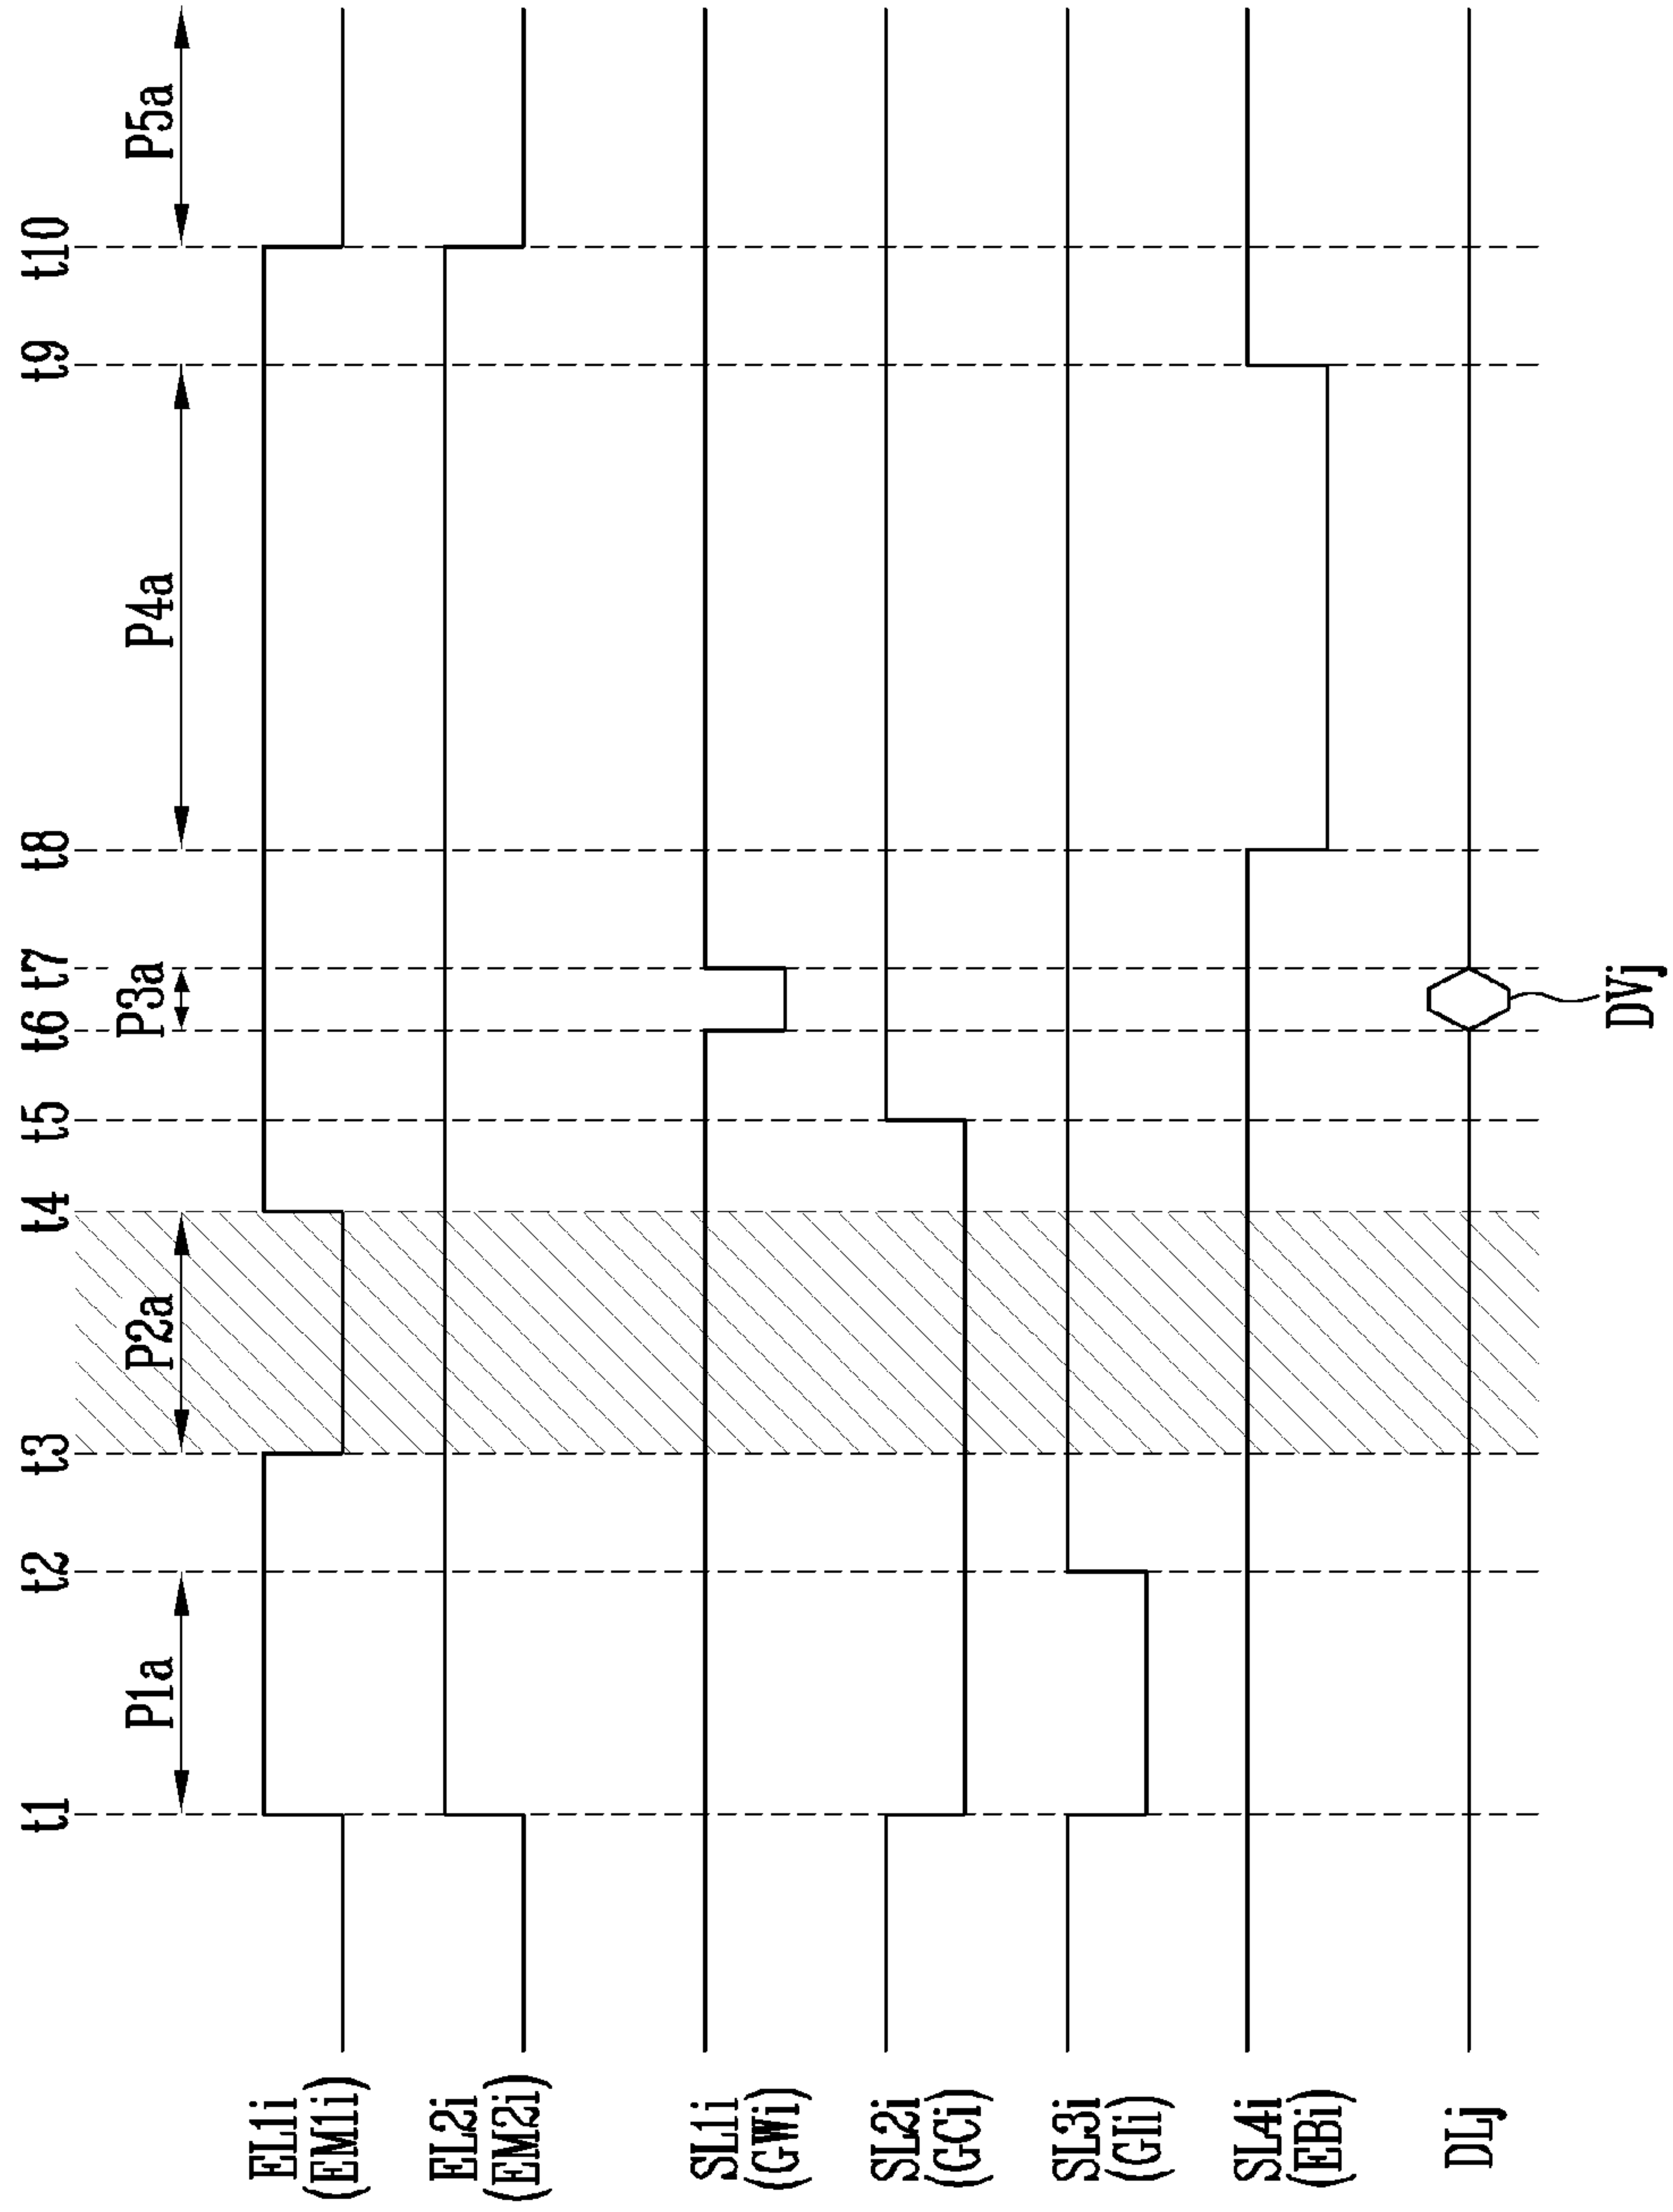 t1 t2 t3 t4 t5 t6 t7 t8 t9 t10
P1a P2a P3a P4a P5a
EL1i
(EM1i)
EL2i
(EM2i)
SL1i
(GWi)
SL2i
(GCi)
SL3i
(GIi)
SL4i
(EBi)
DLj
DVj